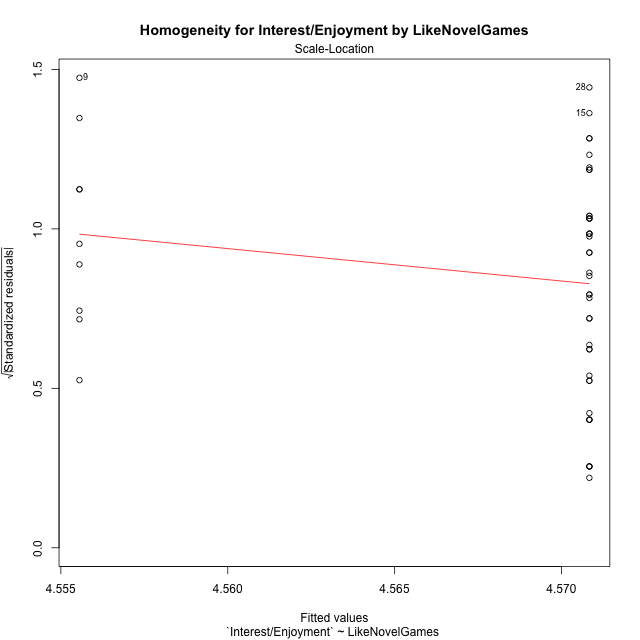 Homogeneity for Interest/Enjoyment by LikeNovelGames
Scale-Location
√|Standardized residuals|
1.5
1.0
0.5
0.0
9
28
15
4.555
4.560
4.565
4.570
Fitted values
`Interest/Enjoyment` ~ LikeNovelGames